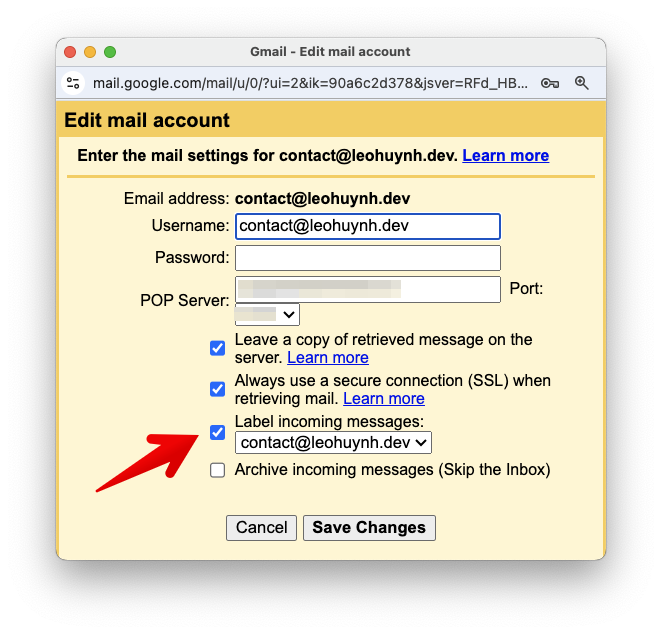 Gmail - Edit mail account
mail.google.com/mail/u/0/?ui=2&ik=90a6c2d378&jsver=RFd_HB...
Edit mail account
Enter the mail settings for contact@leohuynh.dev. Learn more
Email address: contact@leohuynh.dev
Username: contact@leohuynh.dev
Password:
POP Server: Port:
Leave a copy of retrieved message on the
server. Learn more
Always use a secure connection (SSL) when
retrieving mail. Learn more
Label incoming messages:
contact@leohuynh.dev
Archive incoming messages (Skip the Inbox)
Cancel Save Changes